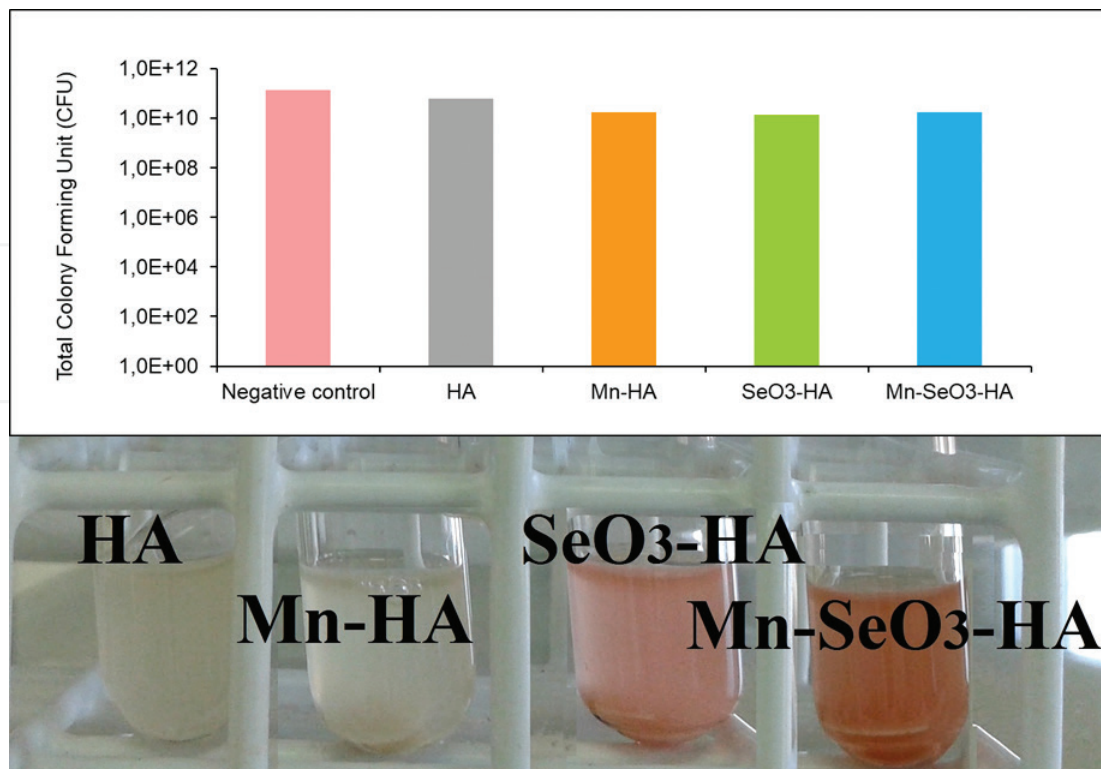 Total Colony Forming Unit (CFU)
1,0E+12
1,0E+10
1,0E+08
1,0E+06
1,0E+04
1,0E+02
1,0E+00
Negative control
HA
Mn-HA
SeO3-HA
Mn-SeO3-HA
HA
SeO3-HA
Mn-HA
Mn-SeO3-HA